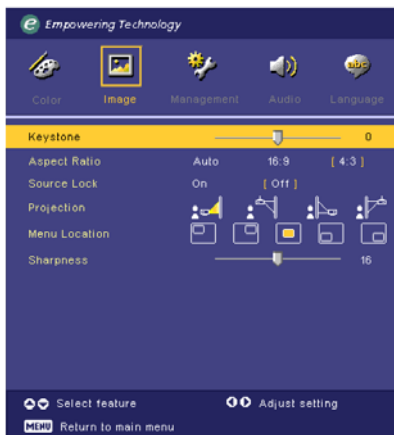 e Empowering Technology
Color Image Management Audio abc Language
Keystone 0
Aspect Ratio Auto 16:9 [ 4:3 ]
Source Lock On [ Off ]
Projection
Menu Location
Sharpness 16
Select feature Adjust setting
MENU Return to main menu